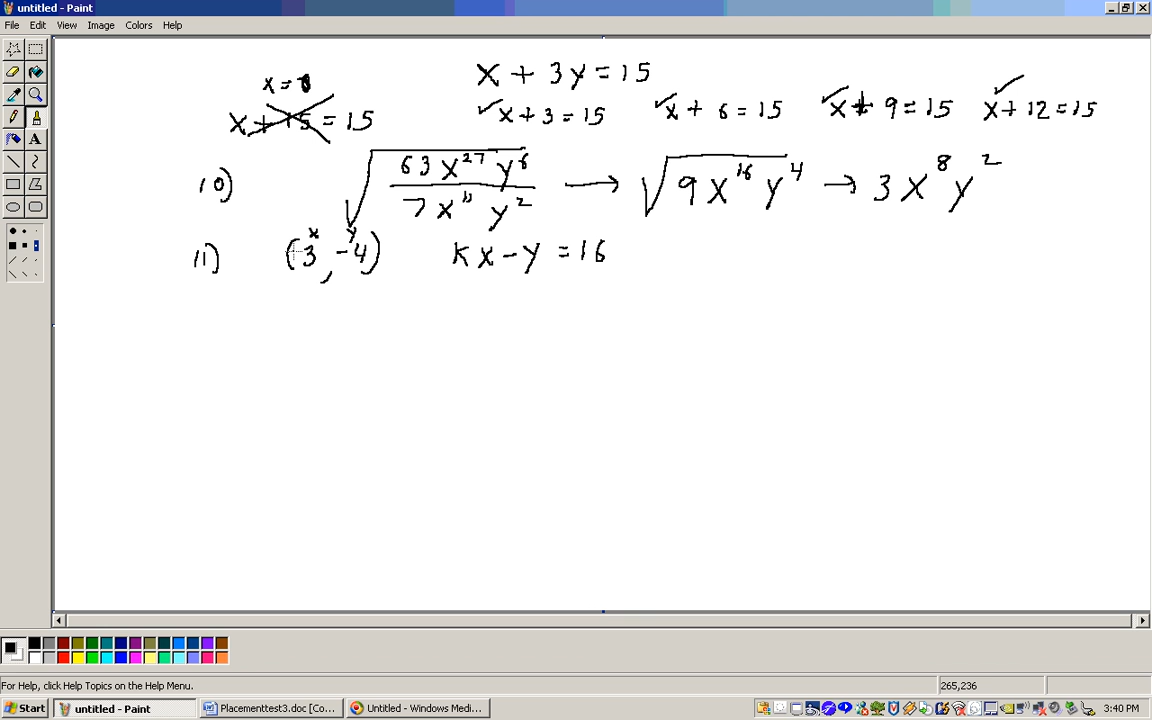 untitled - Paint
File Edit View Image Colors Help
x + 3y = 15
x =
x + 15 = 15
x + 3 = 15 x + 6 = 15 x + 9 = 15 x + 12 = 15
10) √(63x²⁷y⁶ / 7x¹¹y²) → √(9x¹⁶y⁴) → 3x⁸y²
x y
11) (3, -4) kx - y = 16
For Help, click Help Topics on the Help Menu.
265,236
Start untitled - Paint Placementtest3.doc [Co... Untitled - Windows Medi... 3:40 PM